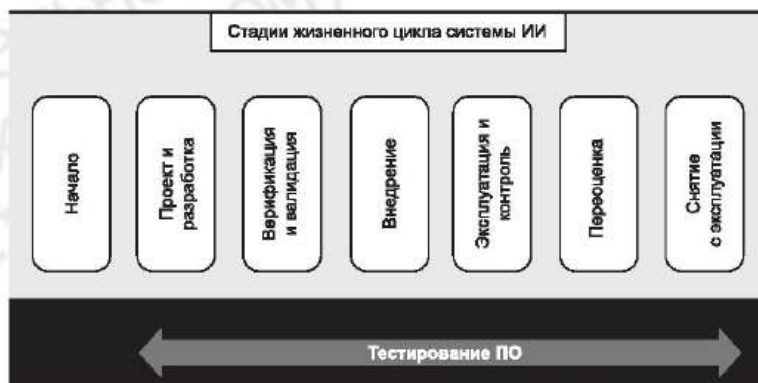 Стадии жизненного цикла системы ИИ
Начало
Проект и
разработка
Верификация
и валидация
Внедрение
Эксплуатация и
контроль
Переоценка
Снятие
с эксплуатации
Тестирование ПО